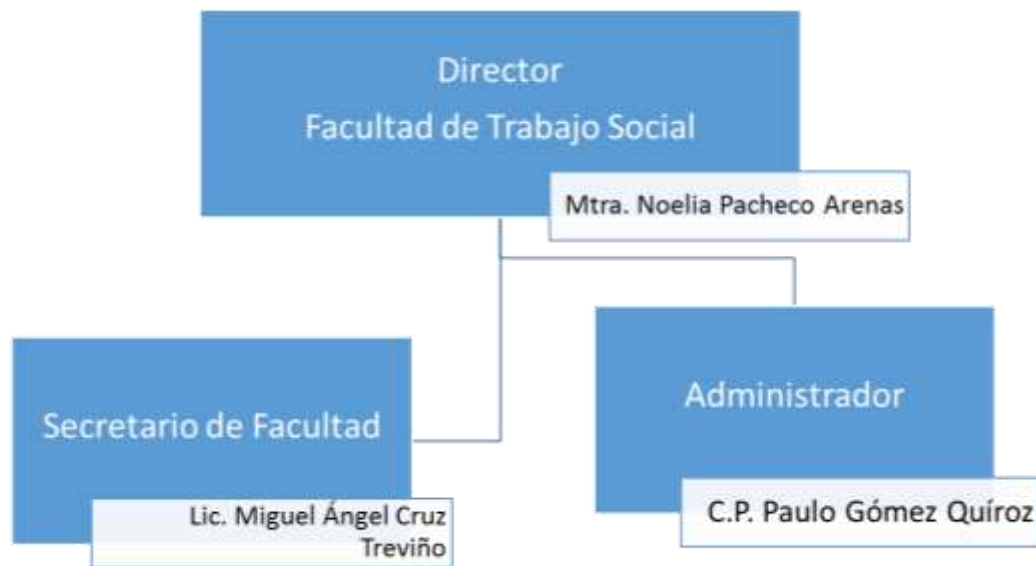 Director
Facultad de Trabajo Social
Mtra. Noelia Pacheco Arenas
Secretario de Facultad
Lic. Miguel Ángel Cruz
Treviño
Administrador
C.P. Paulo Gómez Quíroz